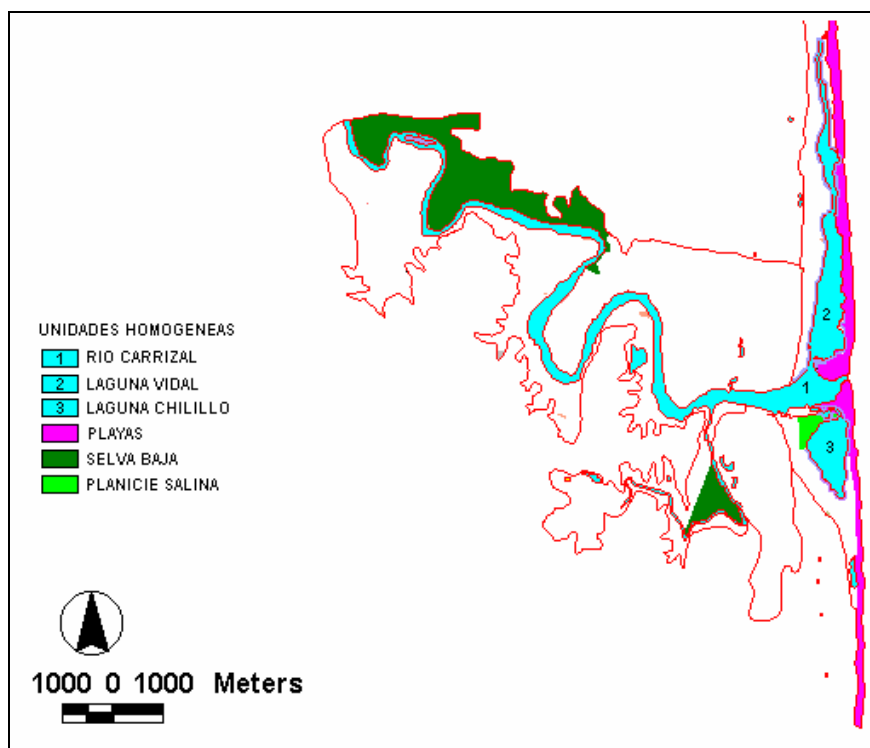 UNIDADES HOMOGENEAS
1 RIO CARRIZAL
2 LAGUNA VIDAL
3 LAGUNA CHILILLO
PLAYAS
SELVA BAJA
PLANICIE SALINA
2
1
3
1000 0 1000 Meters